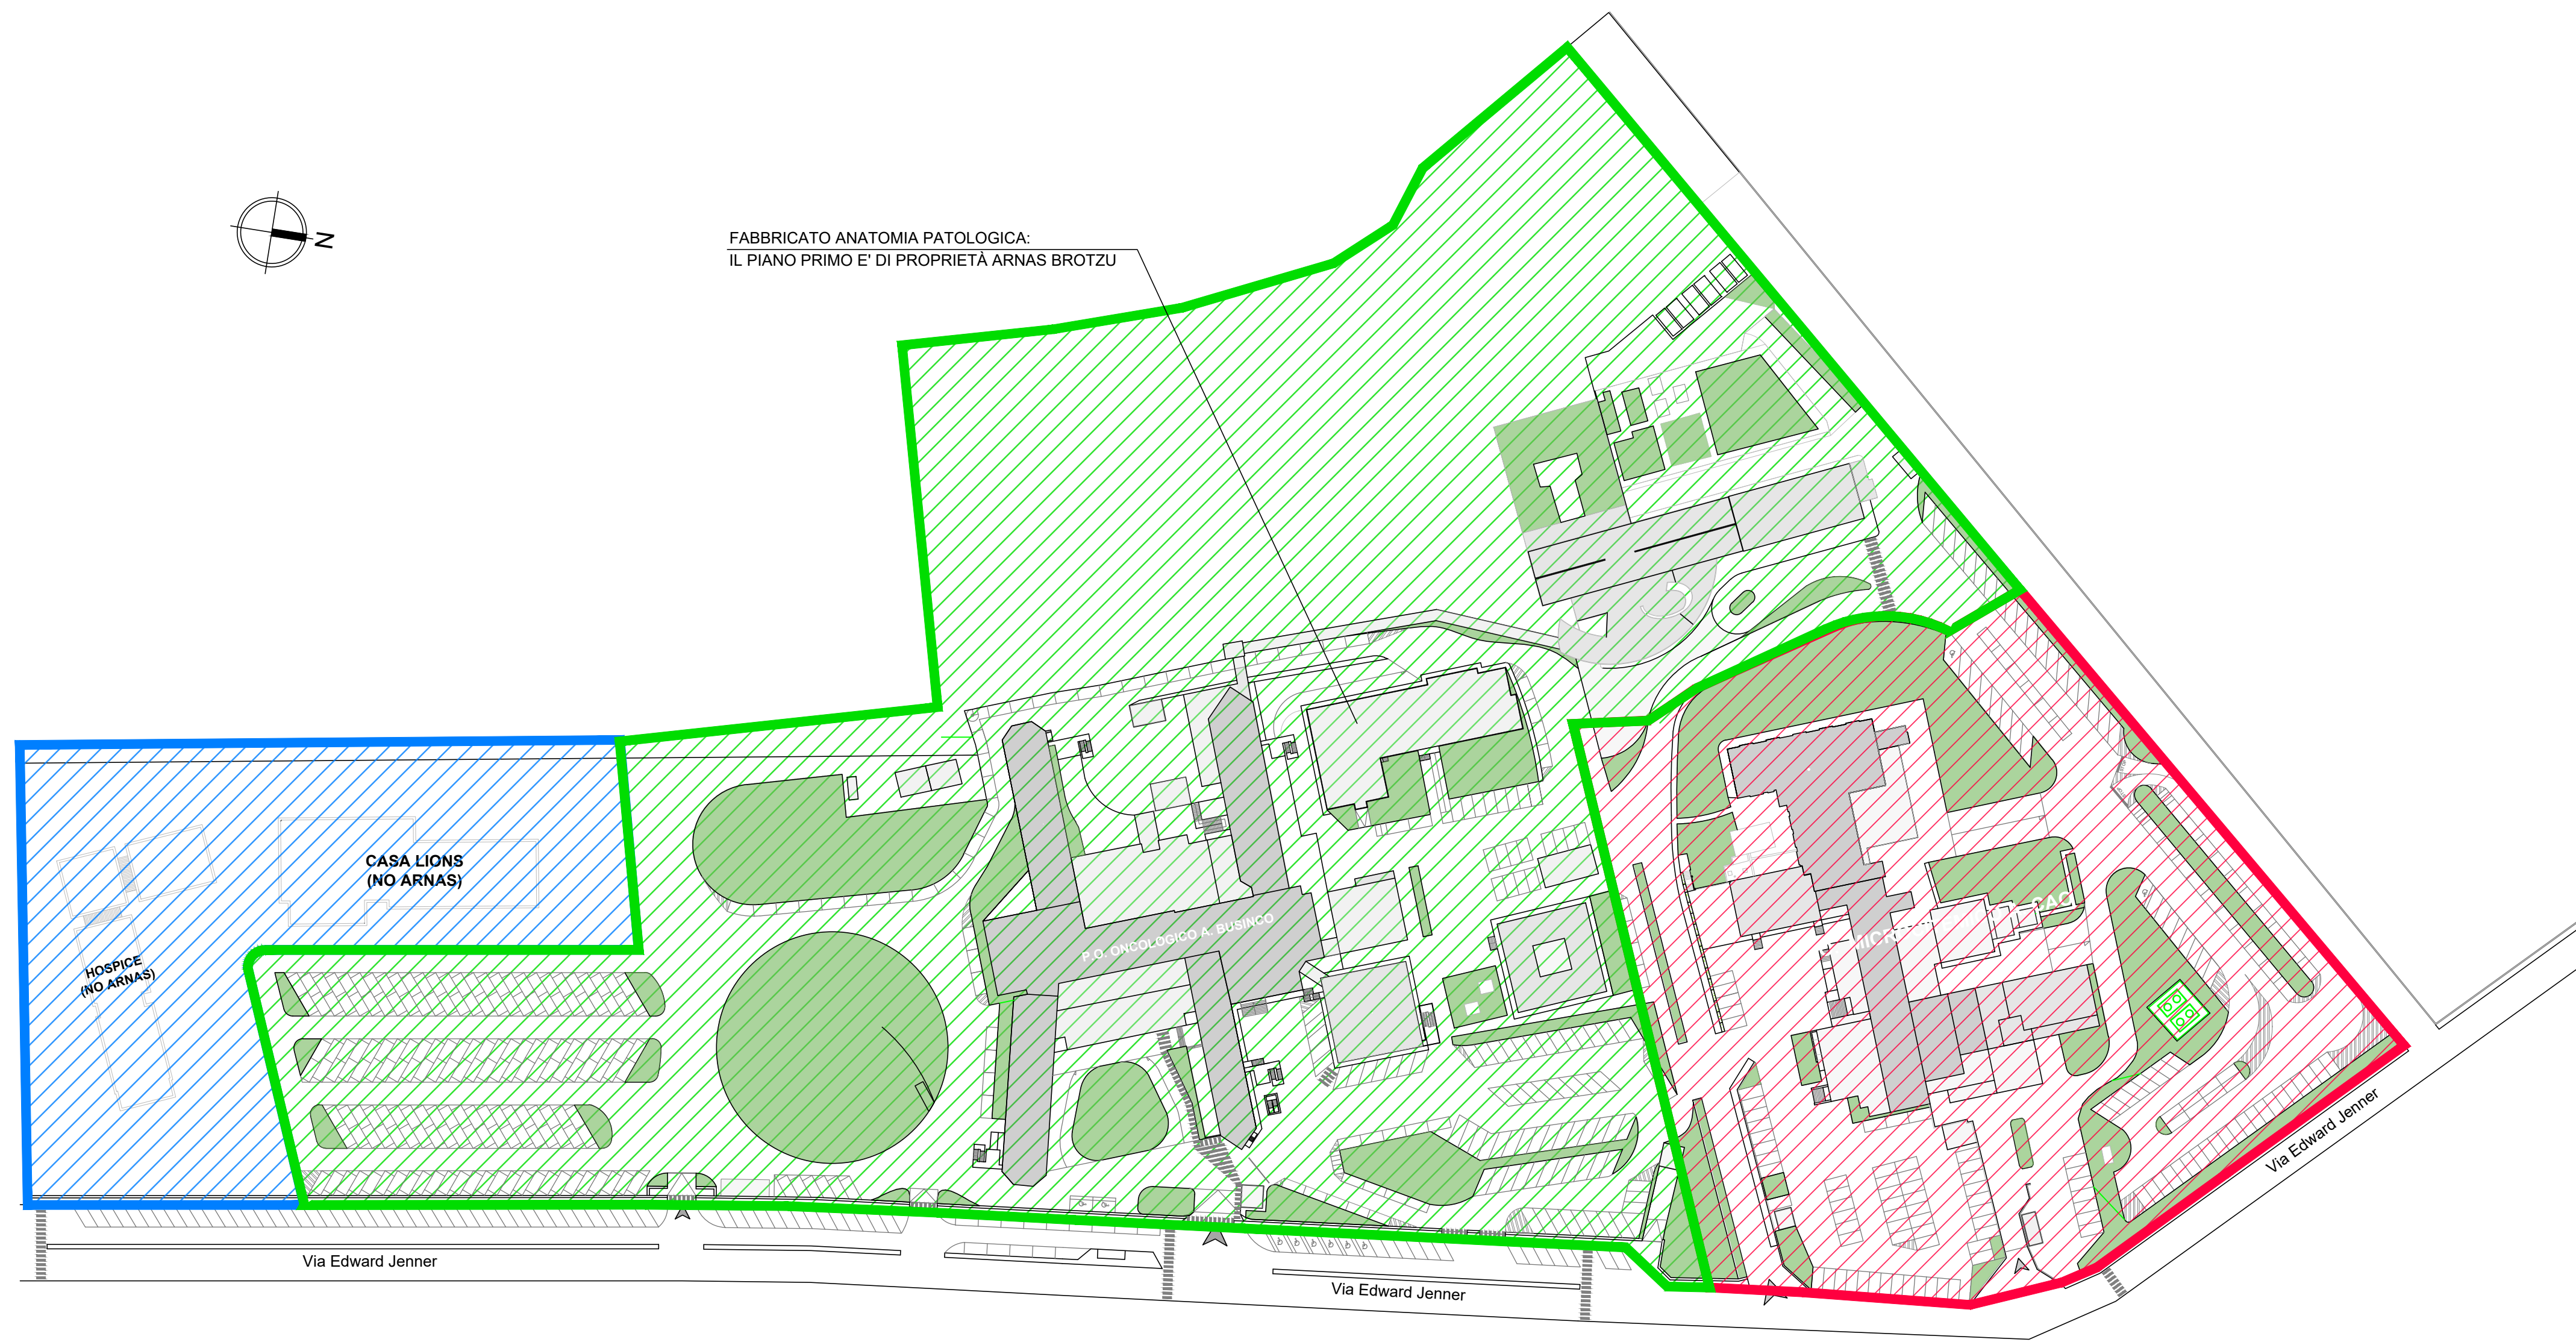 N
FABBRICATO ANATOMIA PATOLOGICA:
IL PIANO PRIMO E' DI PROPRIETÀ ARNAS BROTZU
CASA LIONS
(NO ARNAS)
HOSPICE
(NO ARNAS)
P.O. ONCOLOGICO A. BUSINCO
CAO
Via Edward Jenner
Via Edward Jenner
Via Edward Jenner